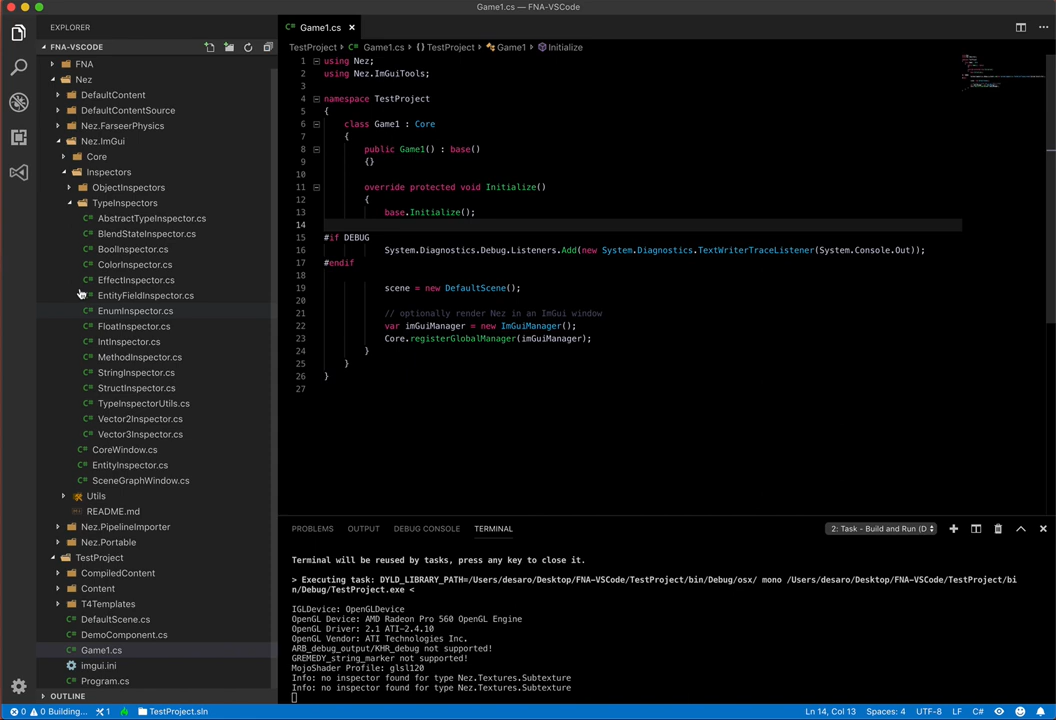 Game1.cs — FNA-VSCode
EXPLORER
FNA-VSCODE
FNA
Nez
DefaultContent
DefaultContentSource
Nez.FarseerPhysics
Nez.ImGui
Core
Inspectors
ObjectInspectors
TypeInspectors
AbstractTypeInspector.cs
BlendStateInspector.cs
BoolInspector.cs
ColorInspector.cs
EffectInspector.cs
EntityFieldInspector.cs
EnumInspector.cs
FloatInspector.cs
IntInspector.cs
MethodInspector.cs
StringInspector.cs
StructInspector.cs
TypeInspectorUtils.cs
Vector2Inspector.cs
Vector3Inspector.cs
CoreWindow.cs
EntityInspector.cs
SceneGraphWindow.cs
Utils
README.md
Nez.PipelineImporter
Nez.Portable
TestProject
CompiledContent
Content
T4Templates
DefaultScene.cs
DemoComponent.cs
Game1.cs
imgui.ini
Program.cs
OUTLINE
Game1.cs
TestProject Game1.cs {} TestProject Game1 Initialize
1 using Nez;
2 using Nez.ImGuiTools;
3
4 namespace TestProject
5 {
6 class Game1 : Core
7 {
8 public Game1() : base()
9 {}
10
11 override protected void Initialize()
12 {
13 base.Initialize();
14
15 #if DEBUG
16 System.Diagnostics.Debug.Listeners.Add(new System.Diagnostics.TextWriterTraceListener(System.Console.Out));
17 #endif
18
19 scene = new DefaultScene();
20
21 // optionally render Nez in an ImGui window
22 var imGuiManager = new ImGuiManager();
23 Core.registerGlobalManager(imGuiManager);
24 }
25 }
26 }
27
PROBLEMS OUTPUT DEBUG CONSOLE TERMINAL 2: Task - Build and Run (D
Terminal will be reused by tasks, press any key to close it.
> Executing task: DYLD_LIBRARY_PATH=/Users/desaro/Desktop/FNA-VSCode/TestProject/bin/Debug/osx/ mono /Users/desaro/Desktop/FNA-VSCode/TestProject/bi
n/Debug/TestProject.exe <
IGLDevice: OpenGLDevice
OpenGL Device: AMD Radeon Pro 560 OpenGL Engine
OpenGL Driver: 2.1 ATI-2.4.10
OpenGL Vendor: ATI Technologies Inc.
ARB_debug_output/KHR_debug not supported!
GREMEDY_string_marker not supported!
MojoShader Profile: glsl120
Info: no inspector found for type Nez.Textures.Subtexture
Info: no inspector found for type Nez.Textures.Subtexture
0 0 Building... 1 TestProject.sln Ln 14, Col 13 Spaces: 4 UTF-8 LF C#